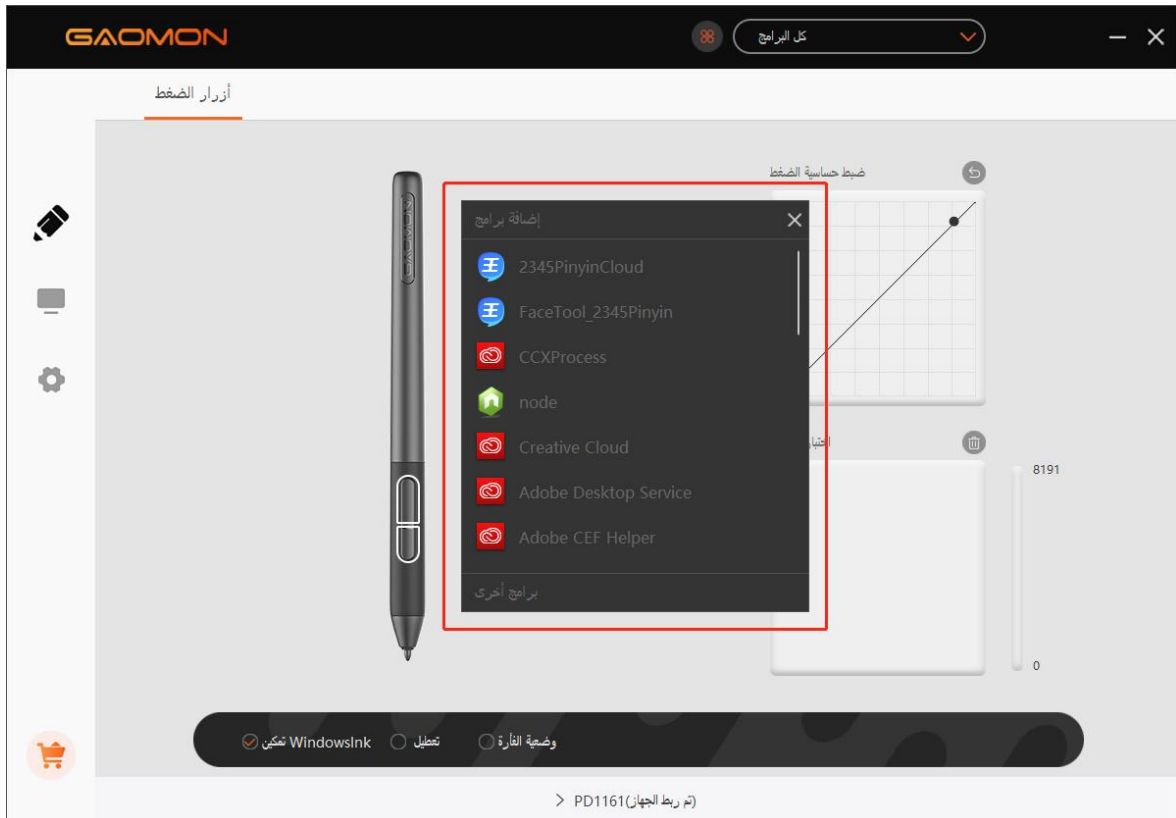 GAOMON
كل البرامج
أزرار الضغط
ضبط حساسية الضغط
GAOMON
إضافة برامج
2345PinyinCloud
FaceTool_2345Pinyin
CCXProcess
node
Creative Cloud
Adobe Desktop Service
Adobe CEF Helper
برامج أخرى
8191
0
تمكين WindowsInk
تعطيل
وضعية الفأرة
PD1161(تم ربط الجهاز)